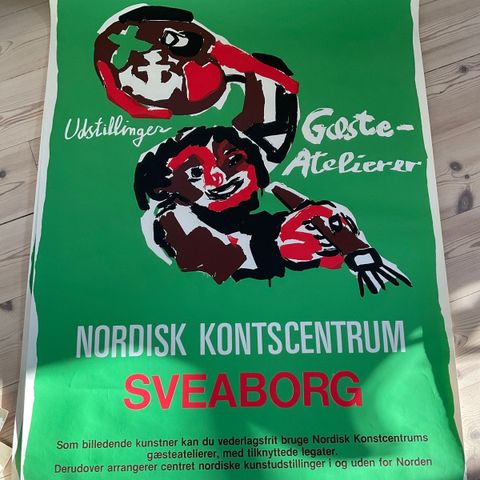 Udstillinger
Gæste-
Atelierer
NORDISK KONTSCENTRUM
SVEABORG
Som billedende kunstner kan du vederlagsfrit bruge Nordisk Konstcentrums
gæsteatelierer, med tilknyttede legater.
Derudover arrangerer centret nordiske kunstudstillinger i og uden for Norden